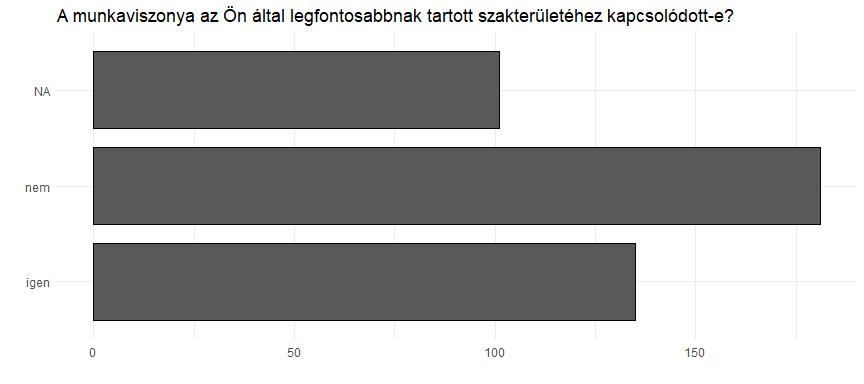 A munkaviszonya az Ön által legfontosabbnak tartott szakterületéhez kapcsolódott-e?
NA
nem
igen
0 50 100 150